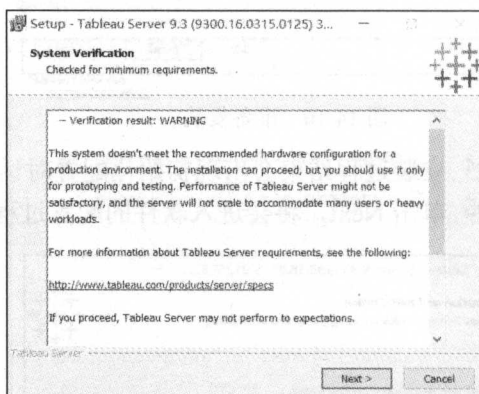 Setup - Tableau Server 9.3 (9300.16.0315.0125) 3...
System Verification
Checked for minimum requirements.
-- Verification result: WARNING
This system doesn't meet the recommended hardware configuration for a
production environment. The installation can proceed, but you should use it only
for prototyping and testing. Performance of Tableau Server might not be
satisfactory, and the server will not scale to accommodate many users or heavy
workloads.
For more information about Tableau Server requirements, see the following:
http://www.tableau.com/products/server/specs
If you proceed, Tableau Server may not perform to expectations.
Tableau Server
Next >
Cancel